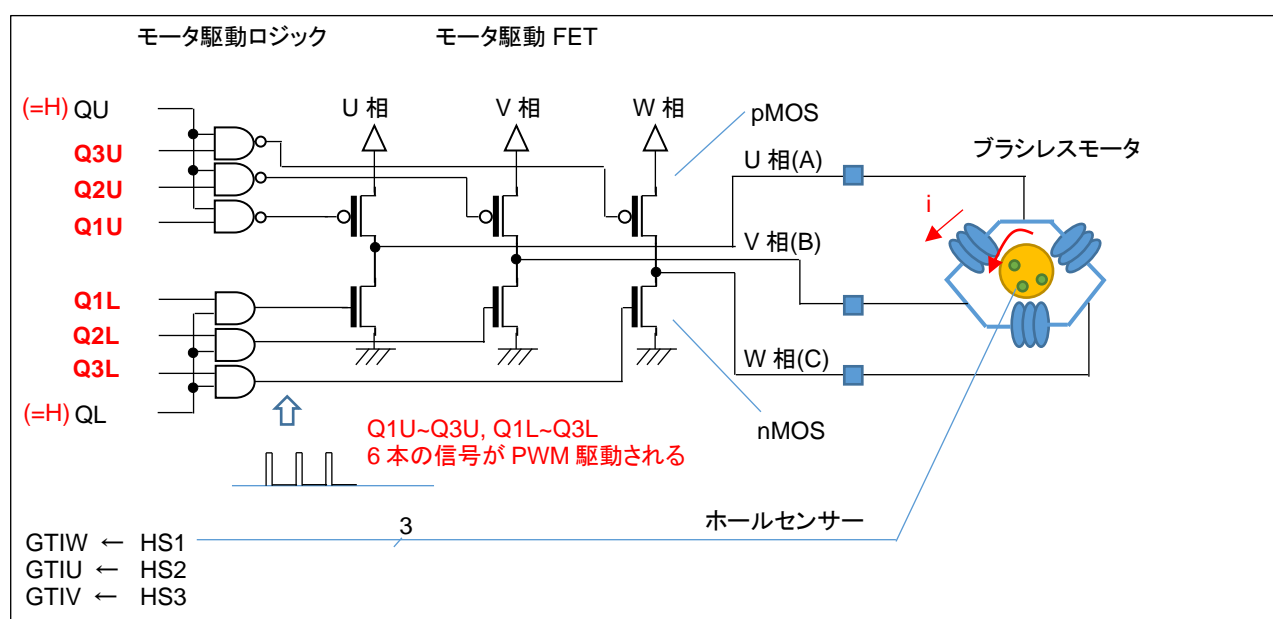 モータ駆動ロジック
モータ駆動 FET
(=H) QU
U 相
V 相
W 相
pMOS
Q3U
Q2U
Q1U
U 相(A)
ブラシレスモータ
i
V 相(B)
Q1L
Q2L
Q3L
W 相(C)
(=H) QL
Q1U~Q3U, Q1L~Q3L
6 本の信号が PWM 駆動される
nMOS
3
ホールセンサー
GTIW ← HS1
GTIU ← HS2
GTIV ← HS3